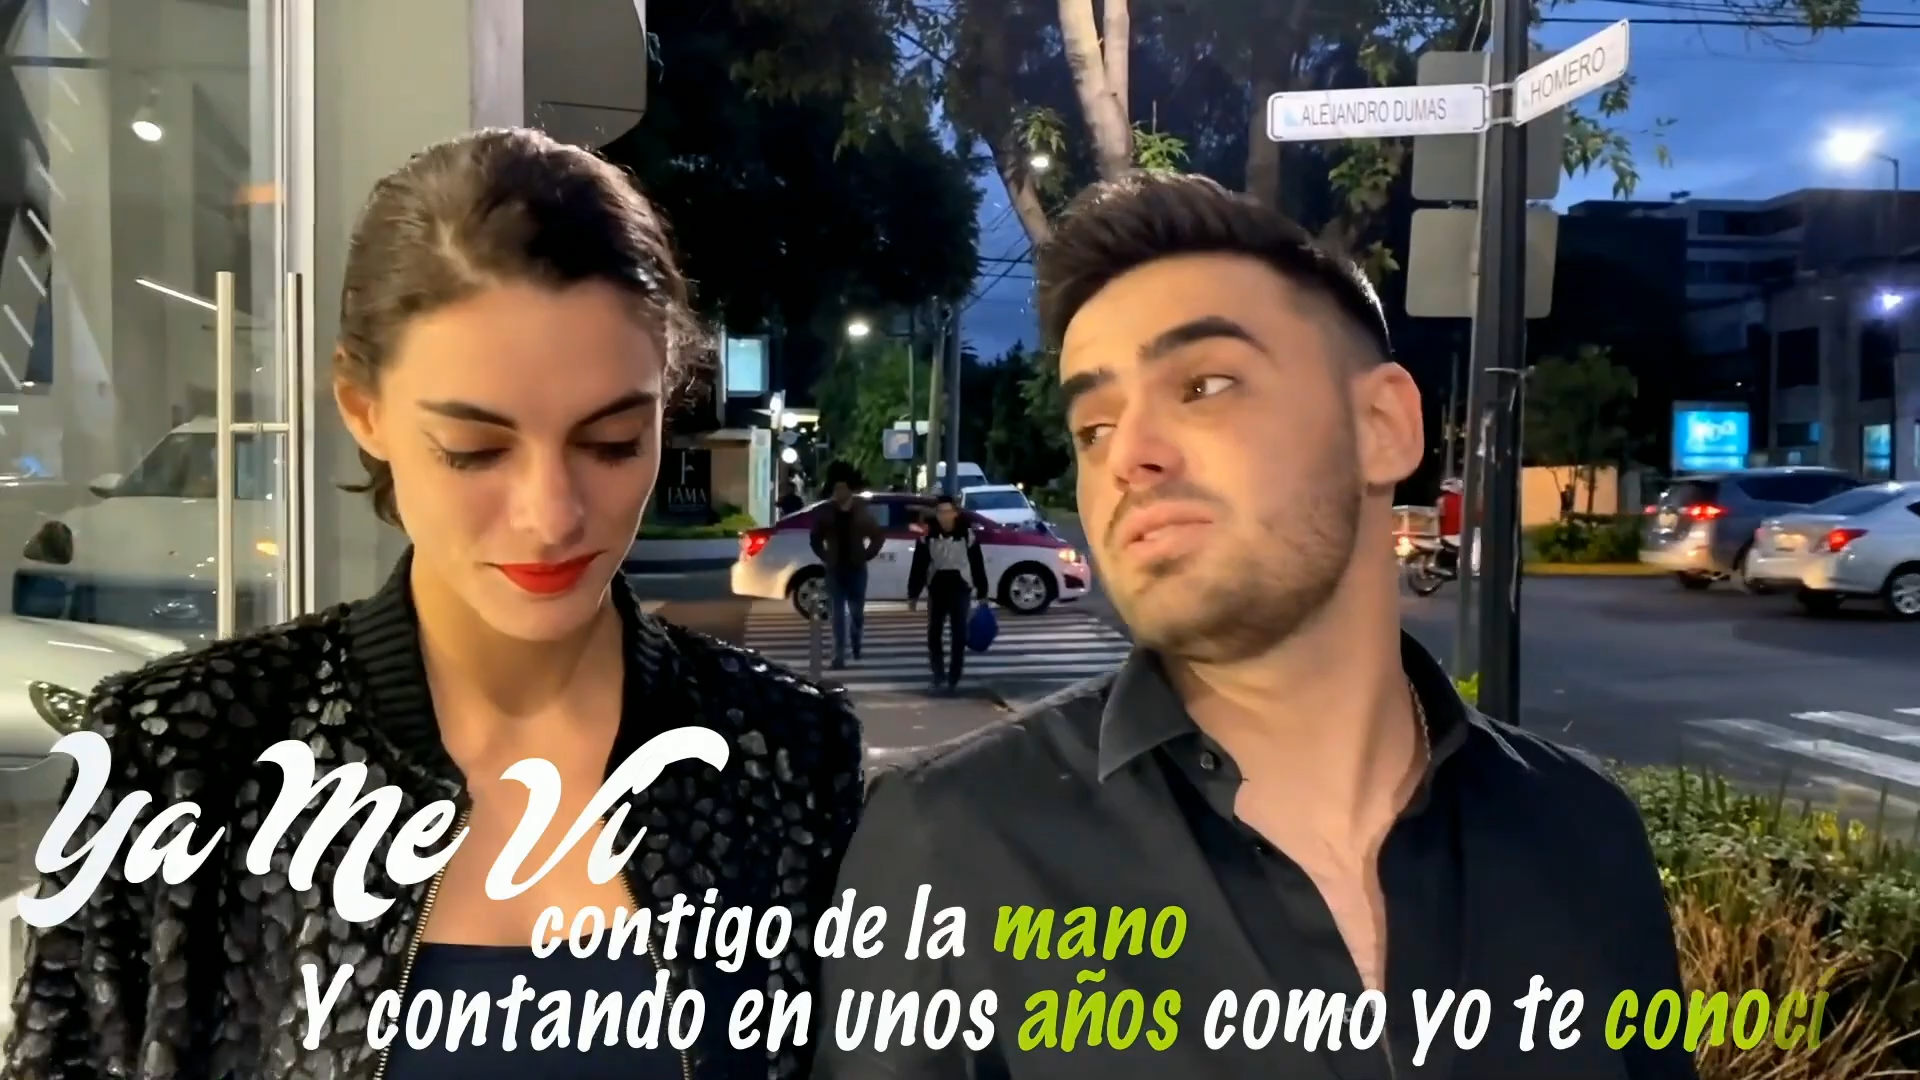 HOMERO
ALEJANDRO DUMAS
Ya Me Vi
contigo de la mano
Y contando en unos años como yo te conocí